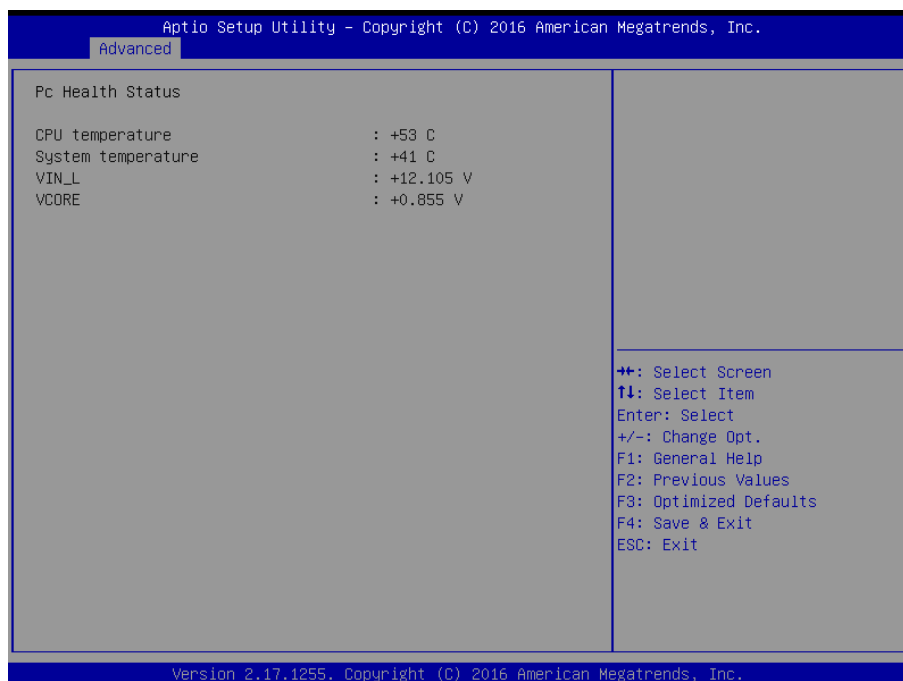 Aptio Setup Utility – Copyright (C) 2016 American Megatrends, Inc.
Advanced
Pc Health Status
CPU temperature : +53 C
System temperature : +41 C
VIN_L : +12.105 V
VCORE : +0.855 V
→←: Select Screen
↑↓: Select Item
Enter: Select
+/-: Change Opt.
F1: General Help
F2: Previous Values
F3: Optimized Defaults
F4: Save & Exit
ESC: Exit
Version 2.17.1255. Copyright (C) 2016 American Megatrends, Inc.